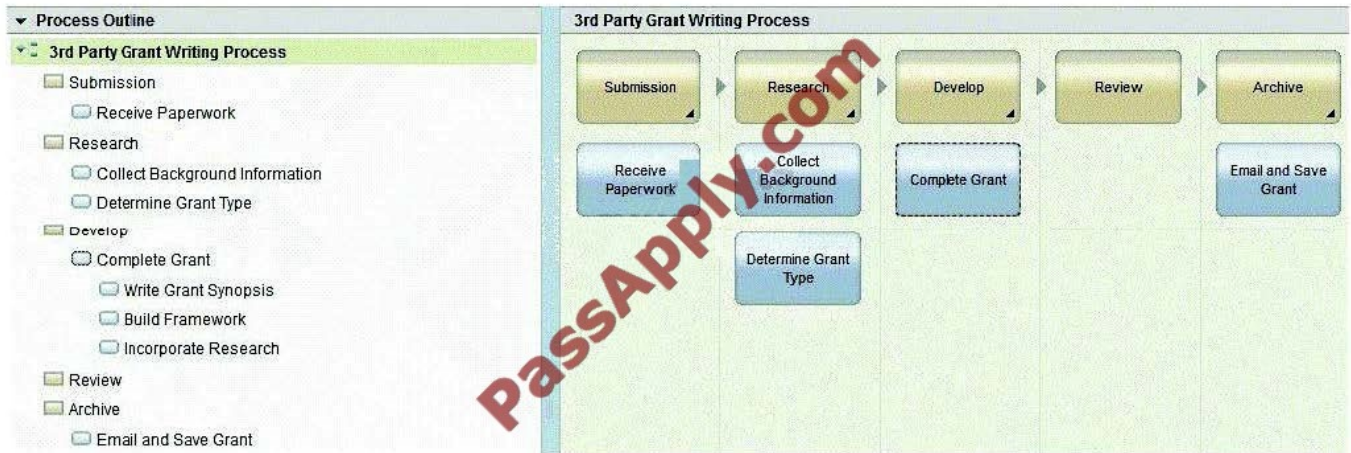 Process Outline
3rd Party Grant Writing Process
Submission
Receive Paperwork
Research
Collect Background Information
Determine Grant Type
Develop
Complete Grant
Write Grant Synopsis
Build Framework
Incorporate Research
Review
Archive
Email and Save Grant
3rd Party Grant Writing Process
Submission
Research
Develop
Review
Archive
Receive
Paperwork
Collect
Background
Information
Complete Grant
Email and Save
Grant
Determine Grant
Type
PassApply.com